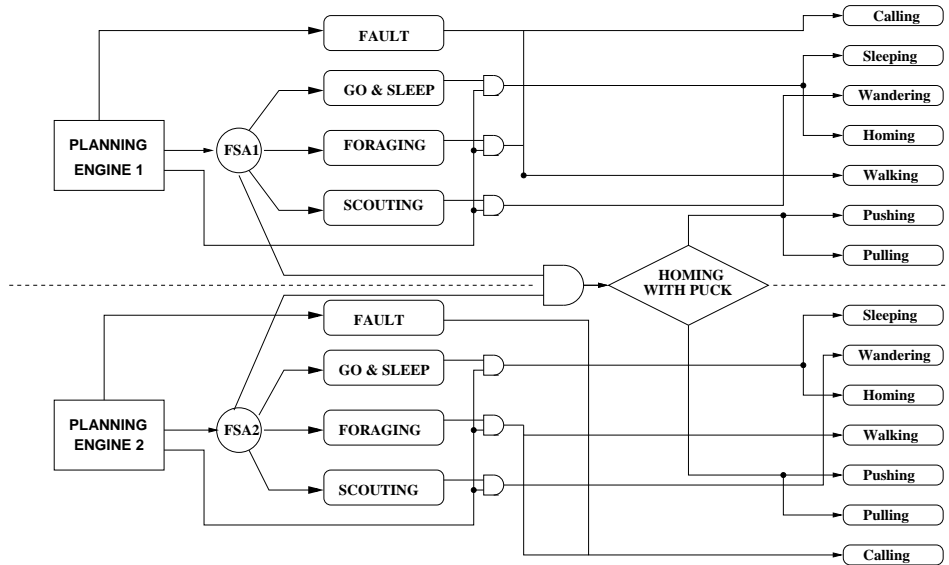 Calling
FAULT
Sleeping
GO & SLEEP
Wandering
PLANNING
ENGINE 1
FSA1
FORAGING
Homing
Walking
SCOUTING
Pushing
Pulling
HOMING
WITH PUCK
FAULT
Sleeping
GO & SLEEP
Wandering
Homing
PLANNING
ENGINE 2
FSA2
FORAGING
Walking
SCOUTING
Pushing
Pulling
Calling